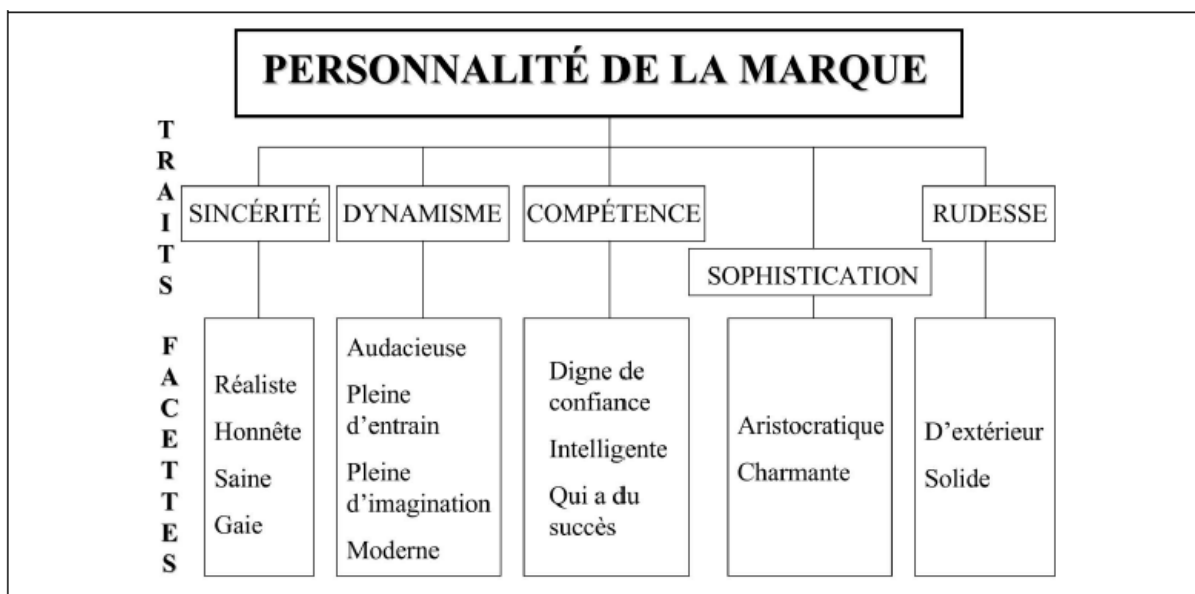 PERSONNALITÉ DE LA MARQUE
TRAITS
SINCÉRITÉ
DYNAMISME
COMPÉTENCE
SOPHISTICATION
RUDESSE
FACETTES
Réaliste
Honnête
Saine
Gaie
Audacieuse
Pleine
d'entrain
Pleine
d'imagination
Moderne
Digne de
confiance
Intelligente
Qui a du
succès
Aristocratique
Charmante
D'extérieur
Solide